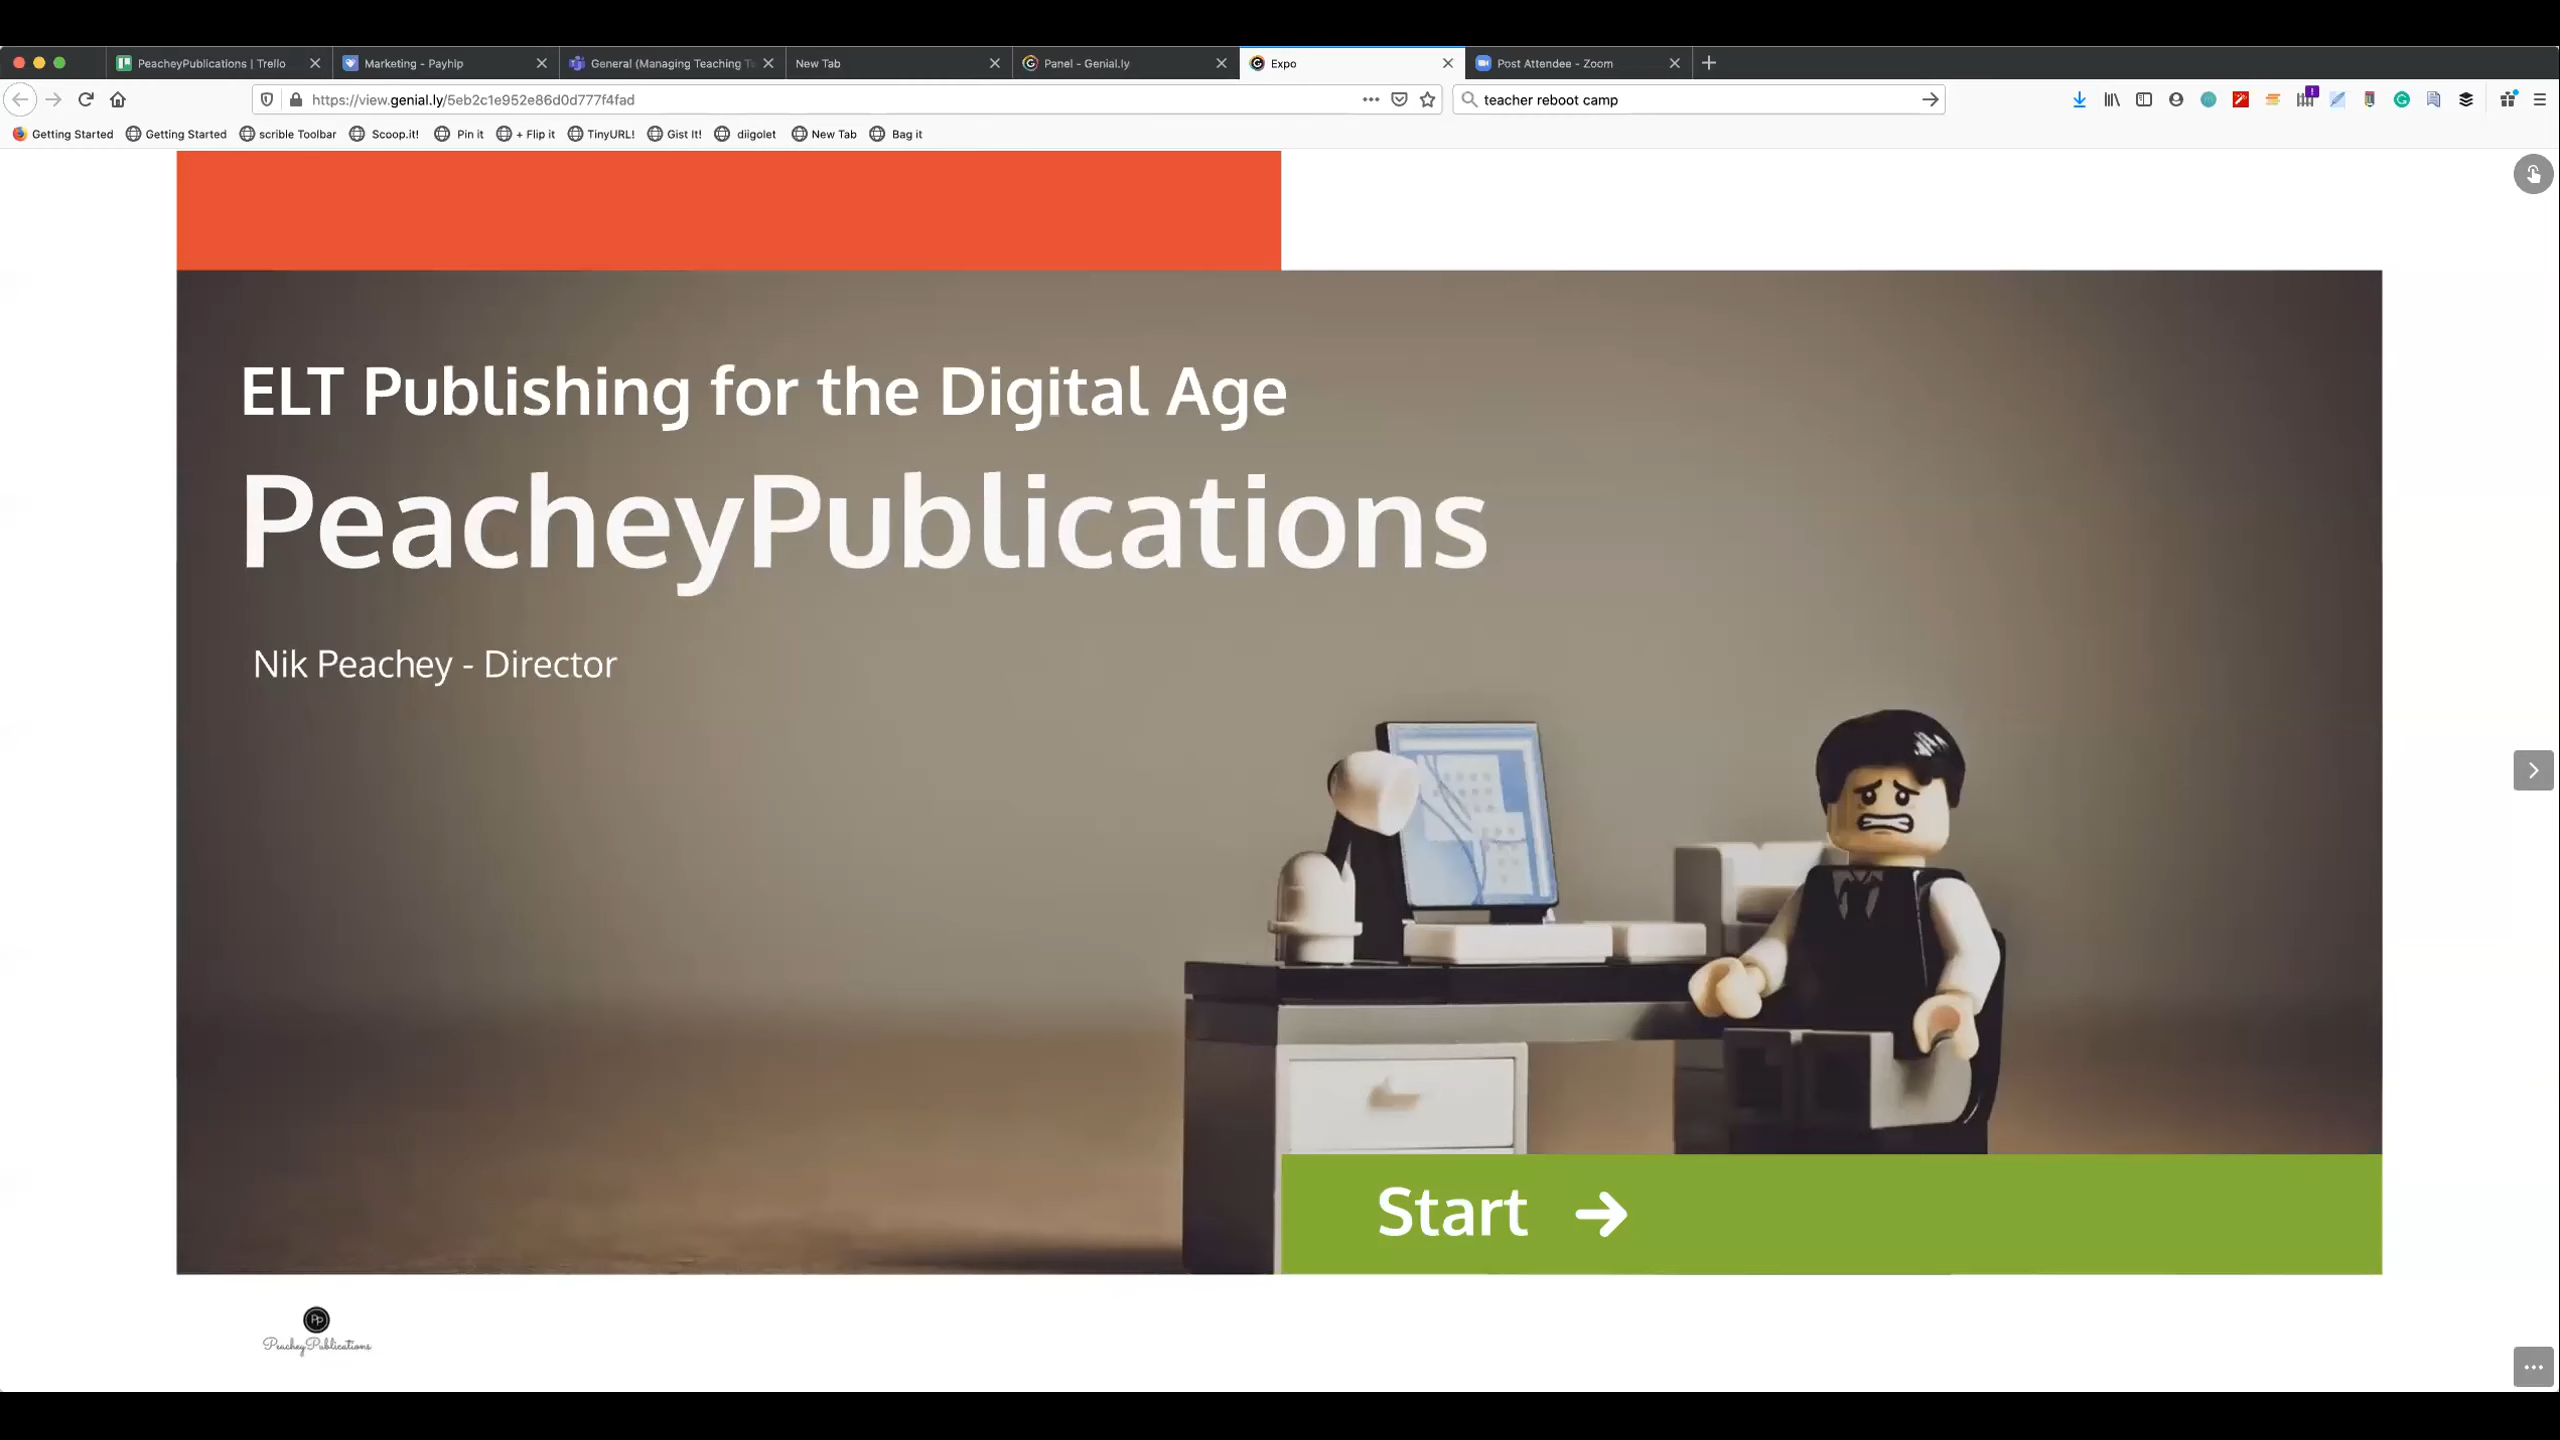 PeacheyPublications | Trello
Marketing - Payhip
General (Managing Teaching T
New Tab
Panel - Genial.ly
Expo
Post Attendee - Zoom
https://view.genial.ly/5eb2c1e952e86d0d777f4fad
teacher reboot camp
Getting Started
Getting Started
scrible Toolbar
Scoop.it!
Pin it
+ Flip it
TinyURL!
Gist It!
diigolet
New Tab
Bag it
ELT Publishing for the Digital Age
PeacheyPublications
Nik Peachey - Director
Start
Pp
PeacheyPublications